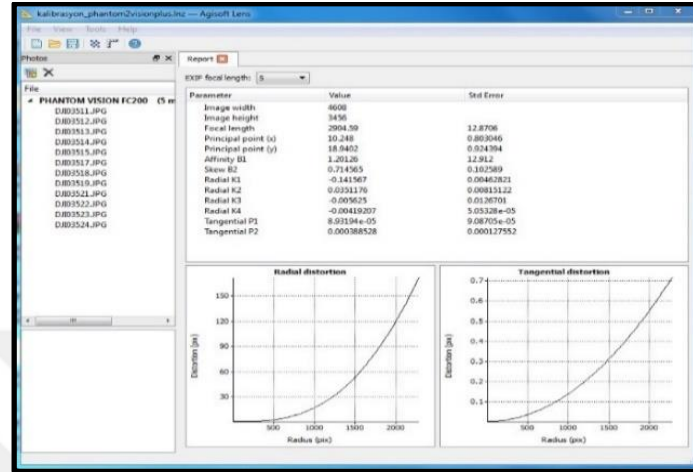 kalibrasyon_phantom2visionplus.lnz — Agisoft Lens
File View Tools Help
Photos
Report
EXIF focal length: 5
File
PHANTOM VISION FC200 (5 m
DJI03511.JPG
DJI03512.JPG
DJI03513.JPG
DJI03514.JPG
DJI03515.JPG
DJI03517.JPG
DJI03518.JPG
DJI03519.JPG
DJI03521.JPG
DJI03522.JPG
DJI03523.JPG
DJI03524.JPG
Parameter Value Std Error
Image width 4608
Image height 3456
Focal length 2904.59 12.8706
Principal point (x) 10.248 0.803046
Principal point (y) 18.9402 0.924394
Affinity B1 1.20126 12.912
Skew B2 0.714565 0.102589
Radial K1 -0.141567 0.00462821
Radial K2 0.0351176 0.00815122
Radial K3 -0.005625 0.0126701
Radial K4 -0.00419207 5.05328e-05
Tangential P1 8.93194e-05 9.08705e-05
Tangential P2 0.000388528 0.000127552
Radial distortion
Distortion (pix)
150
120
90
60
30
500 1000 1500 2000
Radius (pix)
Tangential distortion
Distortion (pix)
0.7
0.6
0.5
0.4
0.3
0.2
0.1
500 1000 1500 2000
Radius (pix)